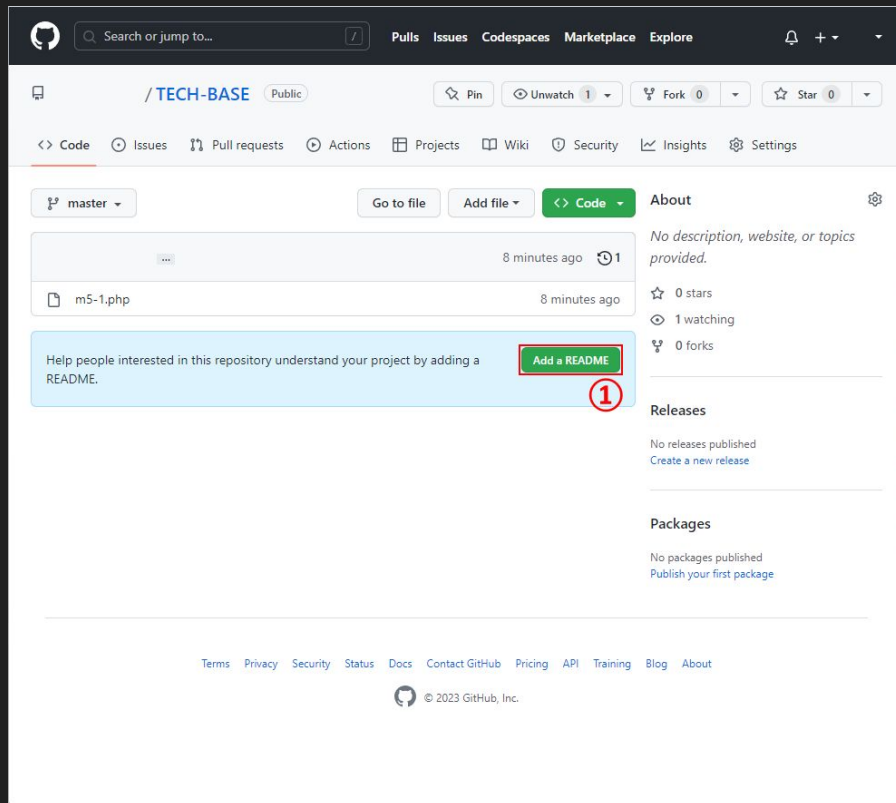 Search or jump to... /
Pulls Issues Codespaces Marketplace Explore
/ TECH-BASE Public
Pin Unwatch 1 Fork 0 Star 0
<> Code Issues Pull requests Actions Projects Wiki Security Insights Settings
master Go to file Add file <> Code
... 8 minutes ago 1
m5-1.php 8 minutes ago
Help people interested in this repository understand your project by adding a
README.
Add a README
①
About
No description, website, or topics
provided.
0 stars
1 watching
0 forks
Releases
No releases published
Create a new release
Packages
No packages published
Publish your first package
Terms Privacy Security Status Docs Contact GitHub Pricing API Training Blog About
© 2023 GitHub, Inc.